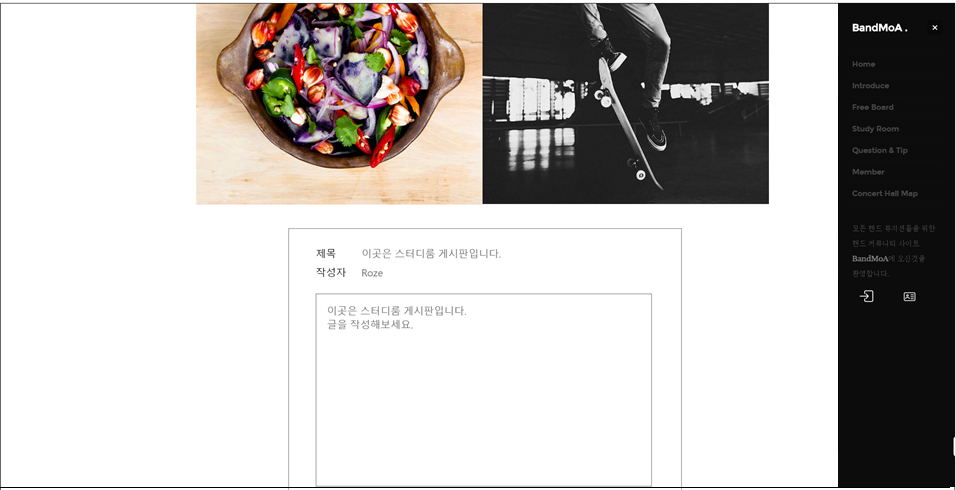 제목 이곳은 스터디룸 게시판입니다.
작성자 Roze
이곳은 스터디룸 게시판입니다.
글을 작성해보세요.
BandMoA .
Home
Introduce
Free Board
Study Room
Question & Tip
Member
Concert Hall Map
모든 밴드 뮤지션들을 위한
밴드 커뮤니티 사이트
BandMoA에 오신것을
환영합니다.